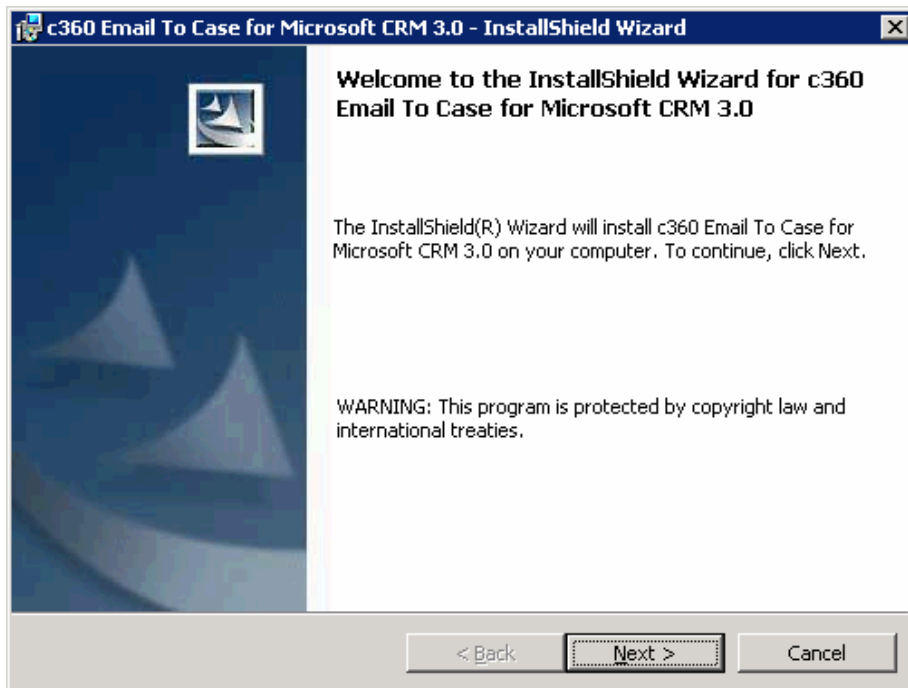 c360 Email To Case for Microsoft CRM 3.0 - InstallShield Wizard
Welcome to the InstallShield Wizard for c360
Email To Case for Microsoft CRM 3.0
The InstallShield(R) Wizard will install c360 Email To Case for
Microsoft CRM 3.0 on your computer. To continue, click Next.
WARNING: This program is protected by copyright law and
international treaties.
< Back Next > Cancel